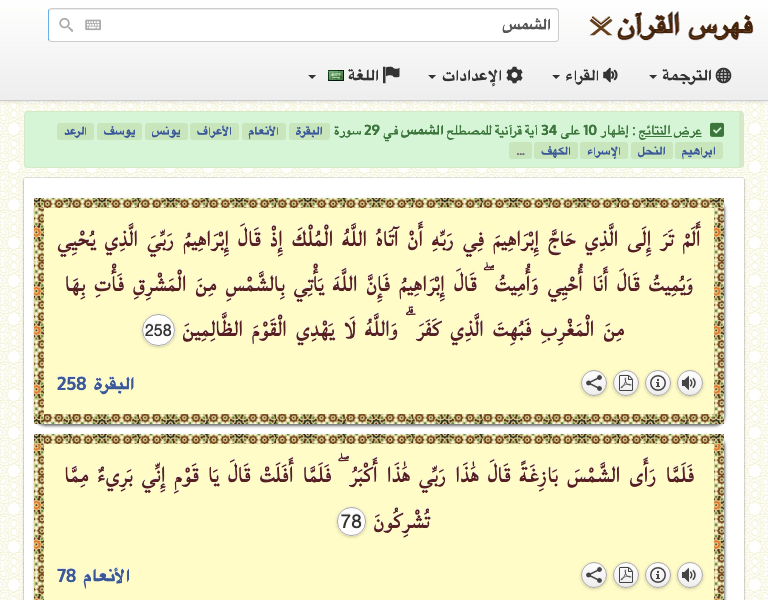 فهرس القرآن
الشمس
الترجمة
القراء
الإعدادات
اللغة
عرض النتائج : إظهار 10 على 34 آية قرآنية للمصطلح الشمس في 29 سورة البقرة الأنعام الأعراف يونس يوسف الرعد
ابراهيم النحل الإسراء الكهف ...
أَلَمْ تَرَ إِلَى الَّذِي حَاجَّ إِبْرَاهِيمَ فِي رَبِّهِ أَنْ آتَاهُ اللَّهُ الْمُلْكَ إِذْ قَالَ إِبْرَاهِيمُ رَبِّيَ الَّذِي يُحْيِي
وَيُمِيتُ قَالَ أَنَا أُحْيِي وَأُمِيتُ ۖ قَالَ إِبْرَاهِيمُ فَإِنَّ اللَّهَ يَأْتِي بِالشَّمْسِ مِنَ الْمَشْرِقِ فَأْتِ بِهَا
مِنَ الْمَغْرِبِ فَبُهِتَ الَّذِي كَفَرَ ۗ وَاللَّهُ لَا يَهْدِي الْقَوْمَ الظَّالِمِينَ 258
البقرة 258
فَلَمَّا رَأَى الشَّمْسَ بَازِغَةً قَالَ هَٰذَا رَبِّي هَٰذَا أَكْبَرُ ۖ فَلَمَّا أَفَلَتْ قَالَ يَا قَوْمِ إِنِّي بَرِيءٌ مِمَّا
تُشْرِكُونَ 78
الأنعام 78